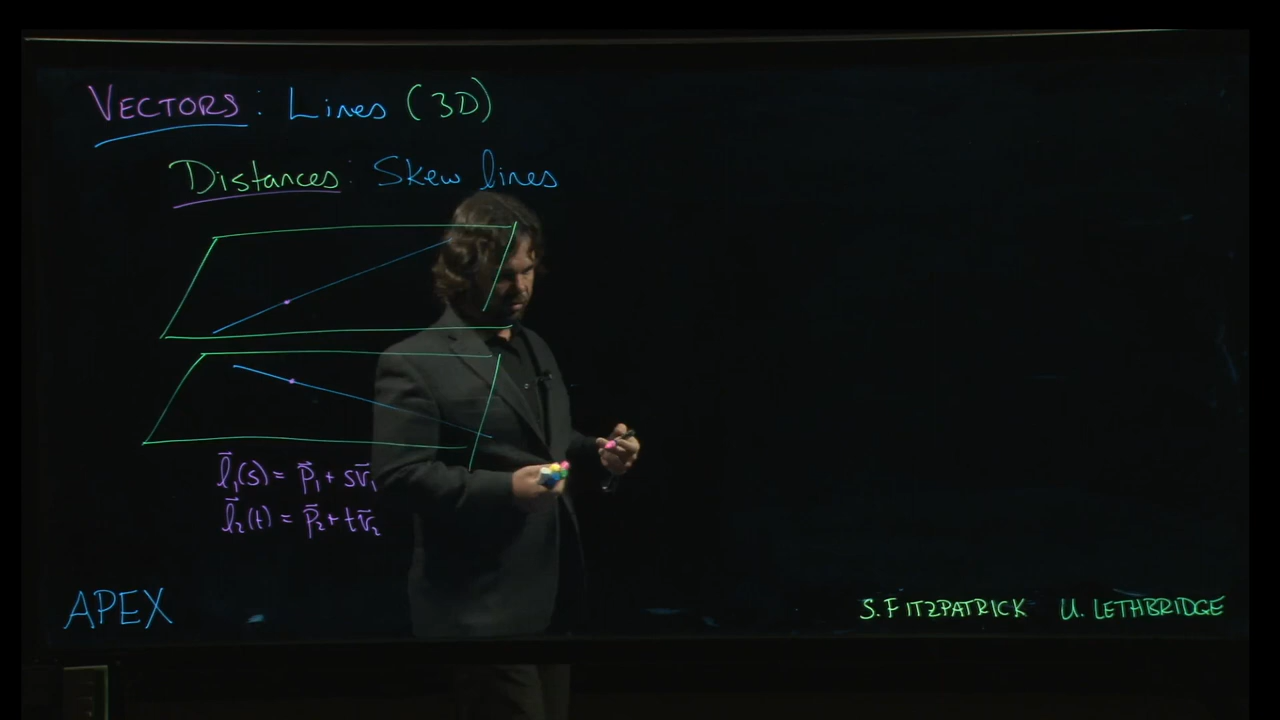 VECTORS: Lines (3D)
Distances: Skew lines
l⃗₁(s) = p⃗₁ + sv⃗₁
l⃗₂(t) = p⃗₂ + tv⃗₂
APEX
S. FITZPATRICK U. LETHBRIDGE